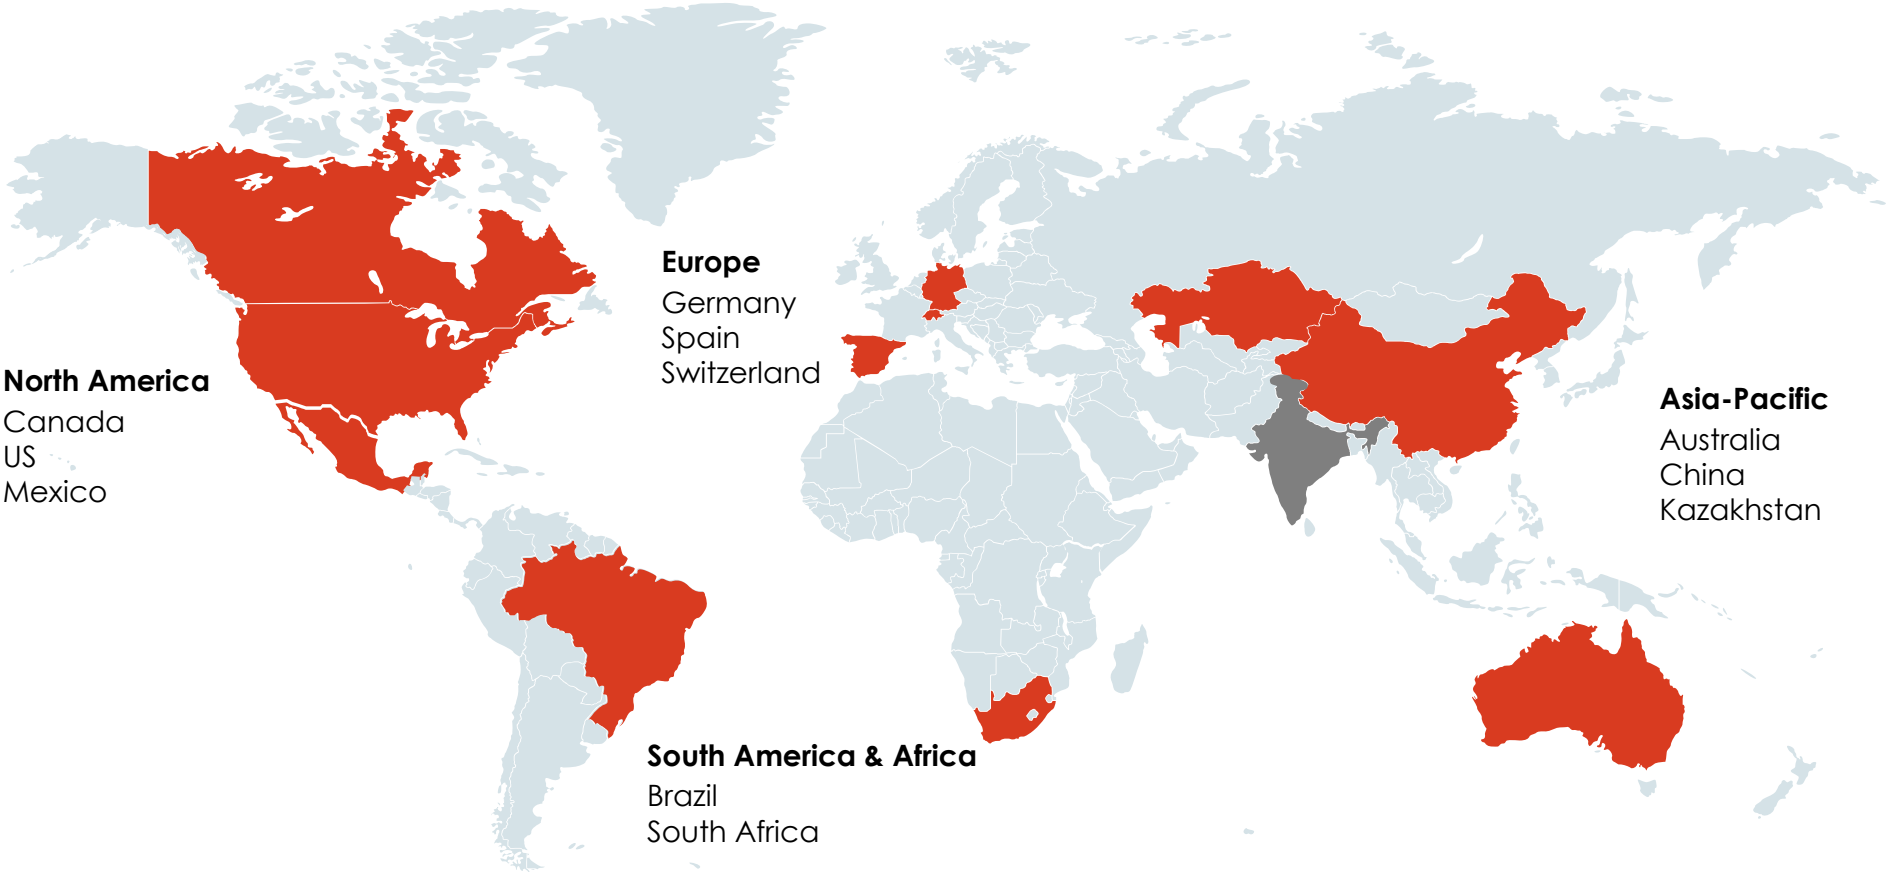 North America
Canada
US
Mexico
Europe
Germany
Spain
Switzerland
South America & Africa
Brazil
South Africa
Asia-Pacific
Australia
China
Kazakhstan